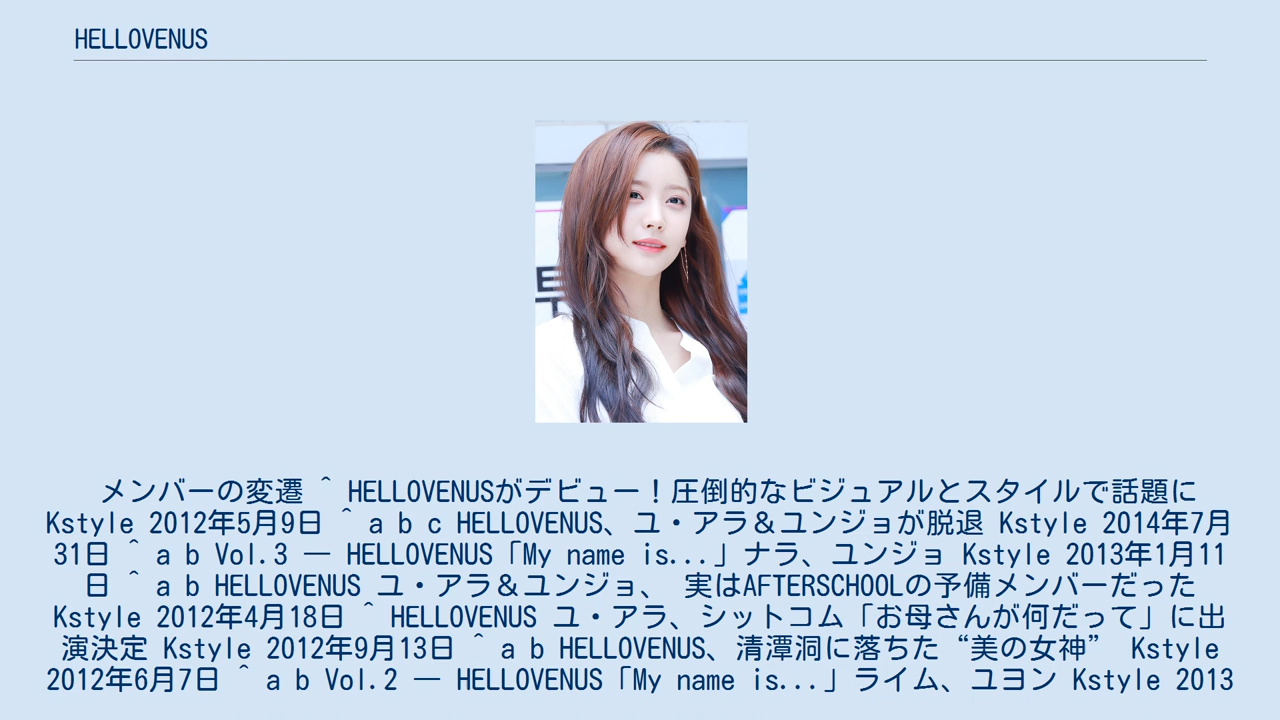 HELLOVENUS
투
メンバーの変遷 ^ HELLOVENUSがデビュー！圧倒的なビジュアルとスタイルで話題に
Kstyle 2012年5月9日 ^ a b c HELLOVENUS、ユ・アラ＆ユンジョが脱退 Kstyle 2014年7月
31日 ^ a b Vol.3 ― HELLOVENUS「My name is...」ナラ、ユンジョ Kstyle 2013年1月11
日 ^ a b HELLOVENUS ユ・アラ＆ユンジョ、 実はAFTERSCHOOLの予備メンバーだった
Kstyle 2012年4月18日 ^ HELLOVENUS ユ・アラ、シットコム「お母さんが何だって」に出
演決定 Kstyle 2012年9月13日 ^ a b HELLOVENUS、清潭洞に落ちた“美の女神” Kstyle
2012年6月7日 ^ a b Vol.2 ― HELLOVENUS「My name is...」ライム、ユヨン Kstyle 2013